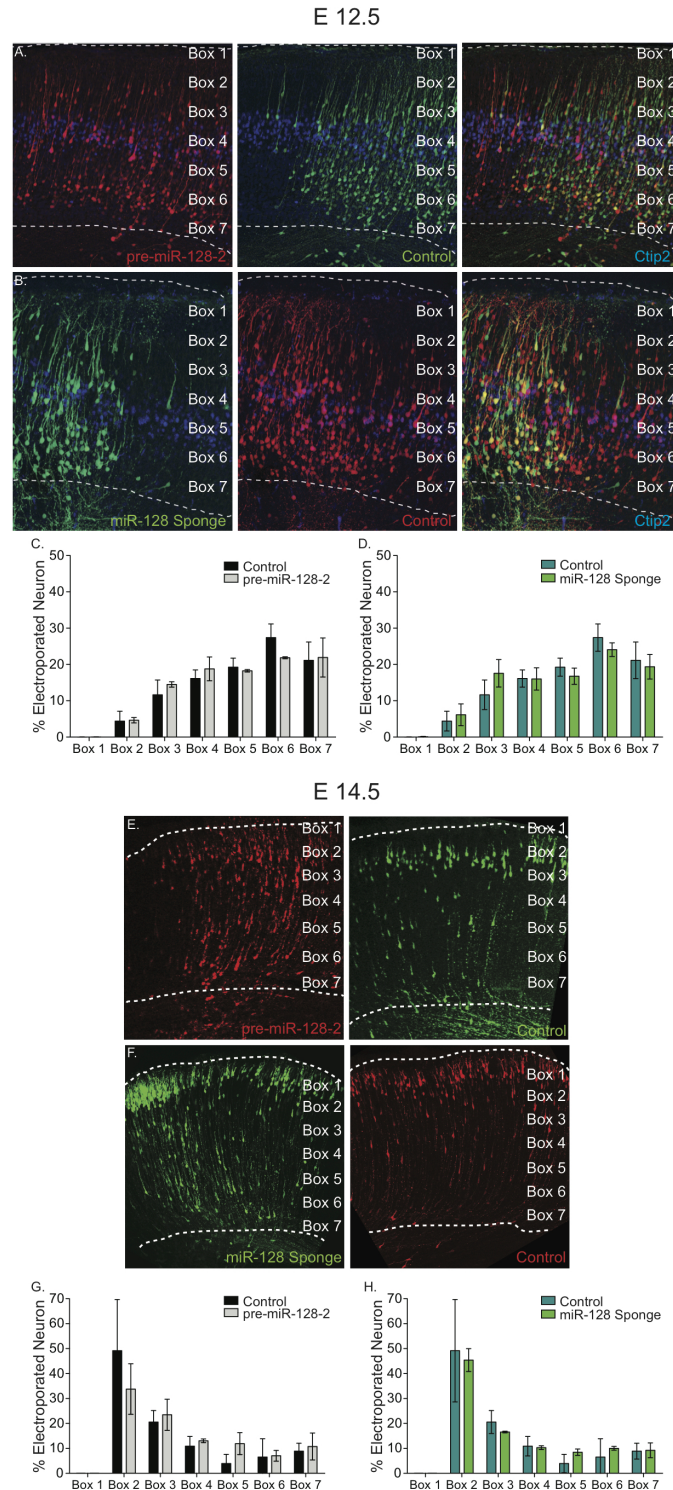 E 12.5
A.
Box 1
Box 2
Box 3
Box 4
Box 5
Box 6
Box 7
pre-miR-128-2
Box 1
Box 2
Box 3
Box 4
Box 5
Box 6
Box 7
Control
Box 1
Box 2
Box 3
Box 4
Box 5
Box 6
Box 7
Ctip2
B.
Box 1
Box 2
Box 3
Box 4
Box 5
Box 6
Box 7
miR-128 Sponge
Box 1
Box 2
Box 3
Box 4
Box 5
Box 6
Box 7
Control
Box 1
Box 2
Box 3
Box 4
Box 5
Box 6
Box 7
Ctip2
C.
% Electroporated Neuron
50
40
30
20
10
0
Control
pre-miR-128-2
Box 1 Box 2 Box 3 Box 4 Box 5 Box 6 Box 7
D.
% Electroporated Neuron
50
40
30
20
10
0
Control
miR-128 Sponge
Box 1 Box 2 Box 3 Box 4 Box 5 Box 6 Box 7
E 14.5
E.
Box 1
Box 2
Box 3
Box 4
Box 5
Box 6
Box 7
pre-miR-128-2
Box 1
Box 2
Box 3
Box 4
Box 5
Box 6
Box 7
Control
F.
Box 1
Box 2
Box 3
Box 4
Box 5
Box 6
Box 7
miR-128 Sponge
Box 1
Box 2
Box 3
Box 4
Box 5
Box 6
Box 7
Control
G.
% Electroporated Neuron
70
60
50
40
30
20
10
0
Control
pre-miR-128-2
Box 1 Box 2 Box 3 Box 4 Box 5 Box 6 Box 7
H.
% Electroporated Neuron
70
60
50
40
30
20
10
0
Control
miR-128 Sponge
Box 1 Box 2 Box 3 Box 4 Box 5 Box 6 Box 7